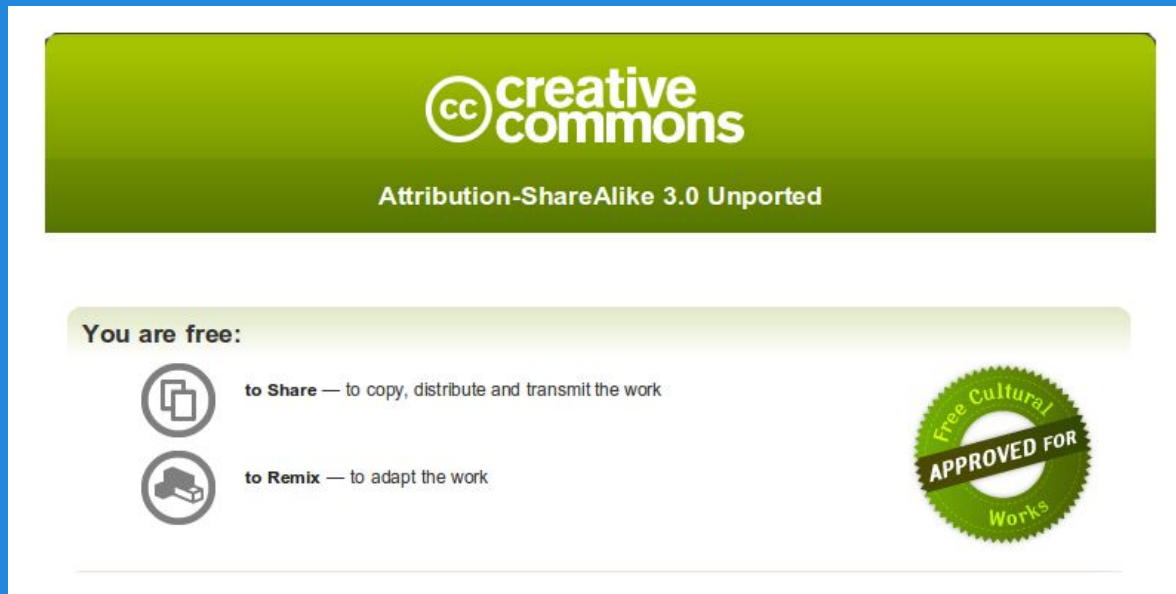 cc creative
commons
Attribution-ShareAlike 3.0 Unported
You are free:
to Share — to copy, distribute and transmit the work
to Remix — to adapt the work
Free Cultural
APPROVED FOR
Works